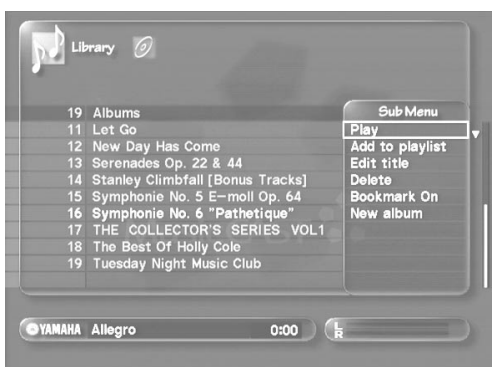 Library
19 Albums
11 Let Go
12 New Day Has Come
13 Serenades Op. 22 & 44
14 Stanley Climbfall [Bonus Tracks]
15 Symphonie No. 5 E-moll Op. 64
16 Symphonie No. 6 "Pathetique"
17 THE COLLECTOR'S SERIES VOL1
18 The Best Of Holly Cole
19 Tuesday Night Music Club
Sub Menu
Play
Add to playlist
Edit title
Delete
Bookmark On
New album
YAMAHA Allegro 0:00
L
R